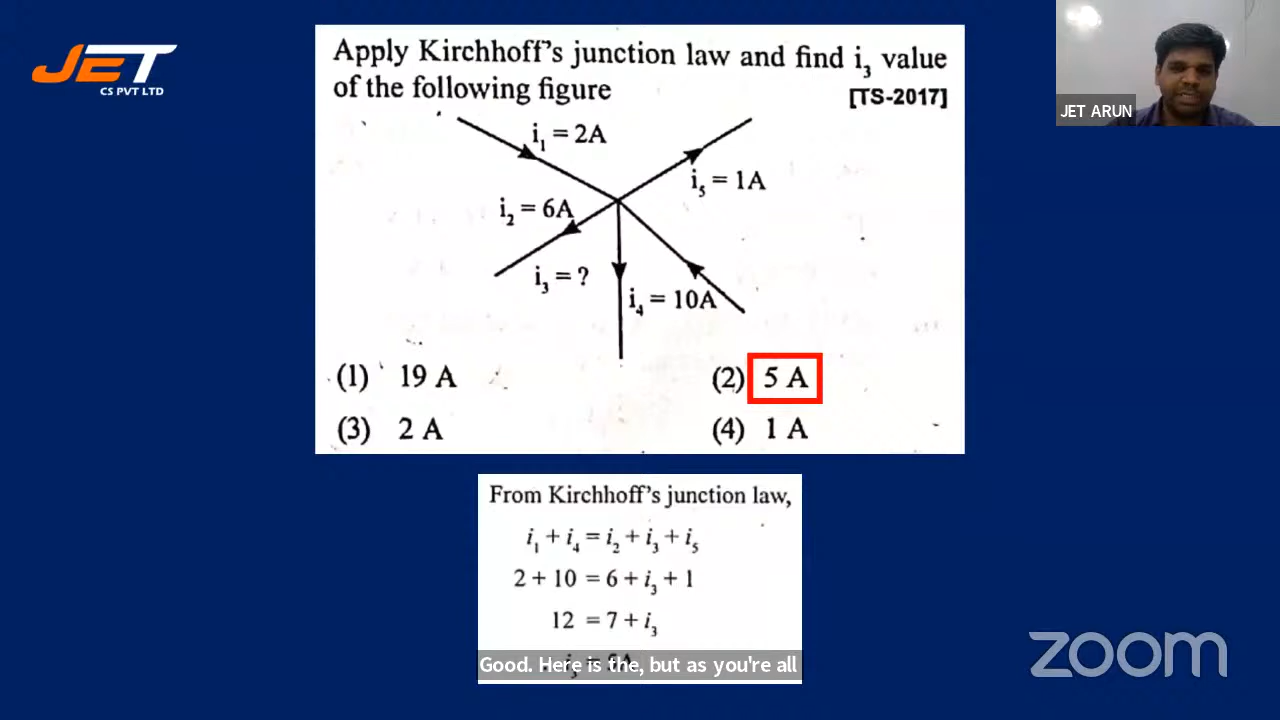 JET
CS PVT LTD
Apply Kirchhoff's junction law and find i₃ value
of the following figure
[TS-2017]
JET ARUN
i₁ = 2A
i₅ = 1A
i₂ = 6A
i₃ = ?
i₄ = 10A
(1) 19 A
(2) 5 A
(3) 2 A
(4) 1 A
From Kirchhoff's junction law,
i₁ + i₄ = i₂ + i₃ + i₅
2 + 10 = 6 + i₃ + 1
12 = 7 + i₃
Good. Here is the, but as you're all
zoom